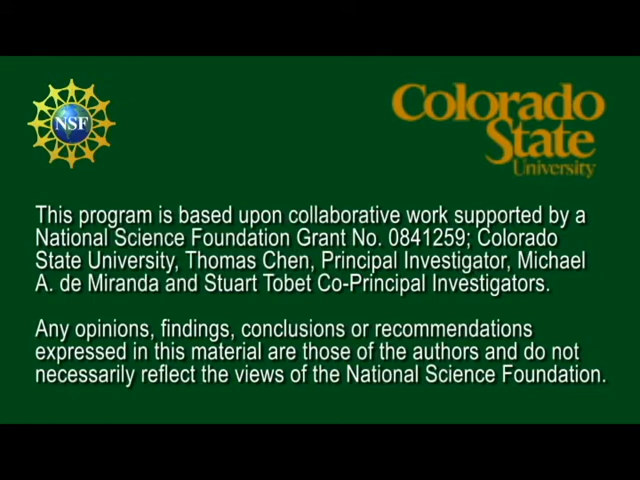 NSF
Colorado
State
University
This program is based upon collaborative work supported by a
National Science Foundation Grant No. 0841259; Colorado
State University, Thomas Chen, Principal Investigator, Michael
A. de Miranda and Stuart Tobet Co-Principal Investigators.
Any opinions, findings, conclusions or recommendations
expressed in this material are those of the authors and do not
necessarily reflect the views of the National Science Foundation.